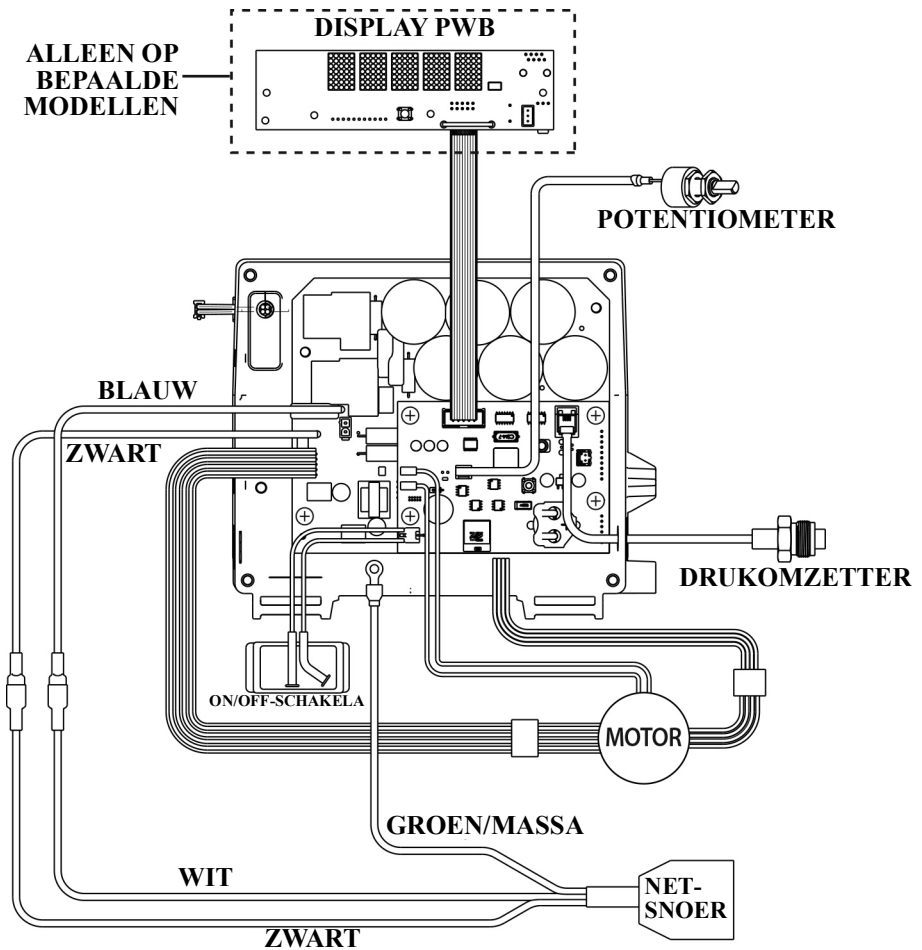 DISPLAY PWB
ALLEEN OP
BEPAALDE
MODELLEN
POTENTIOMETER
BLAUW
ZWART
DRUKOMZETTER
ON/OFF-SCHAKELA
MOTOR
GROEN/MASSA
WIT
NET-
SNOER
ZWART